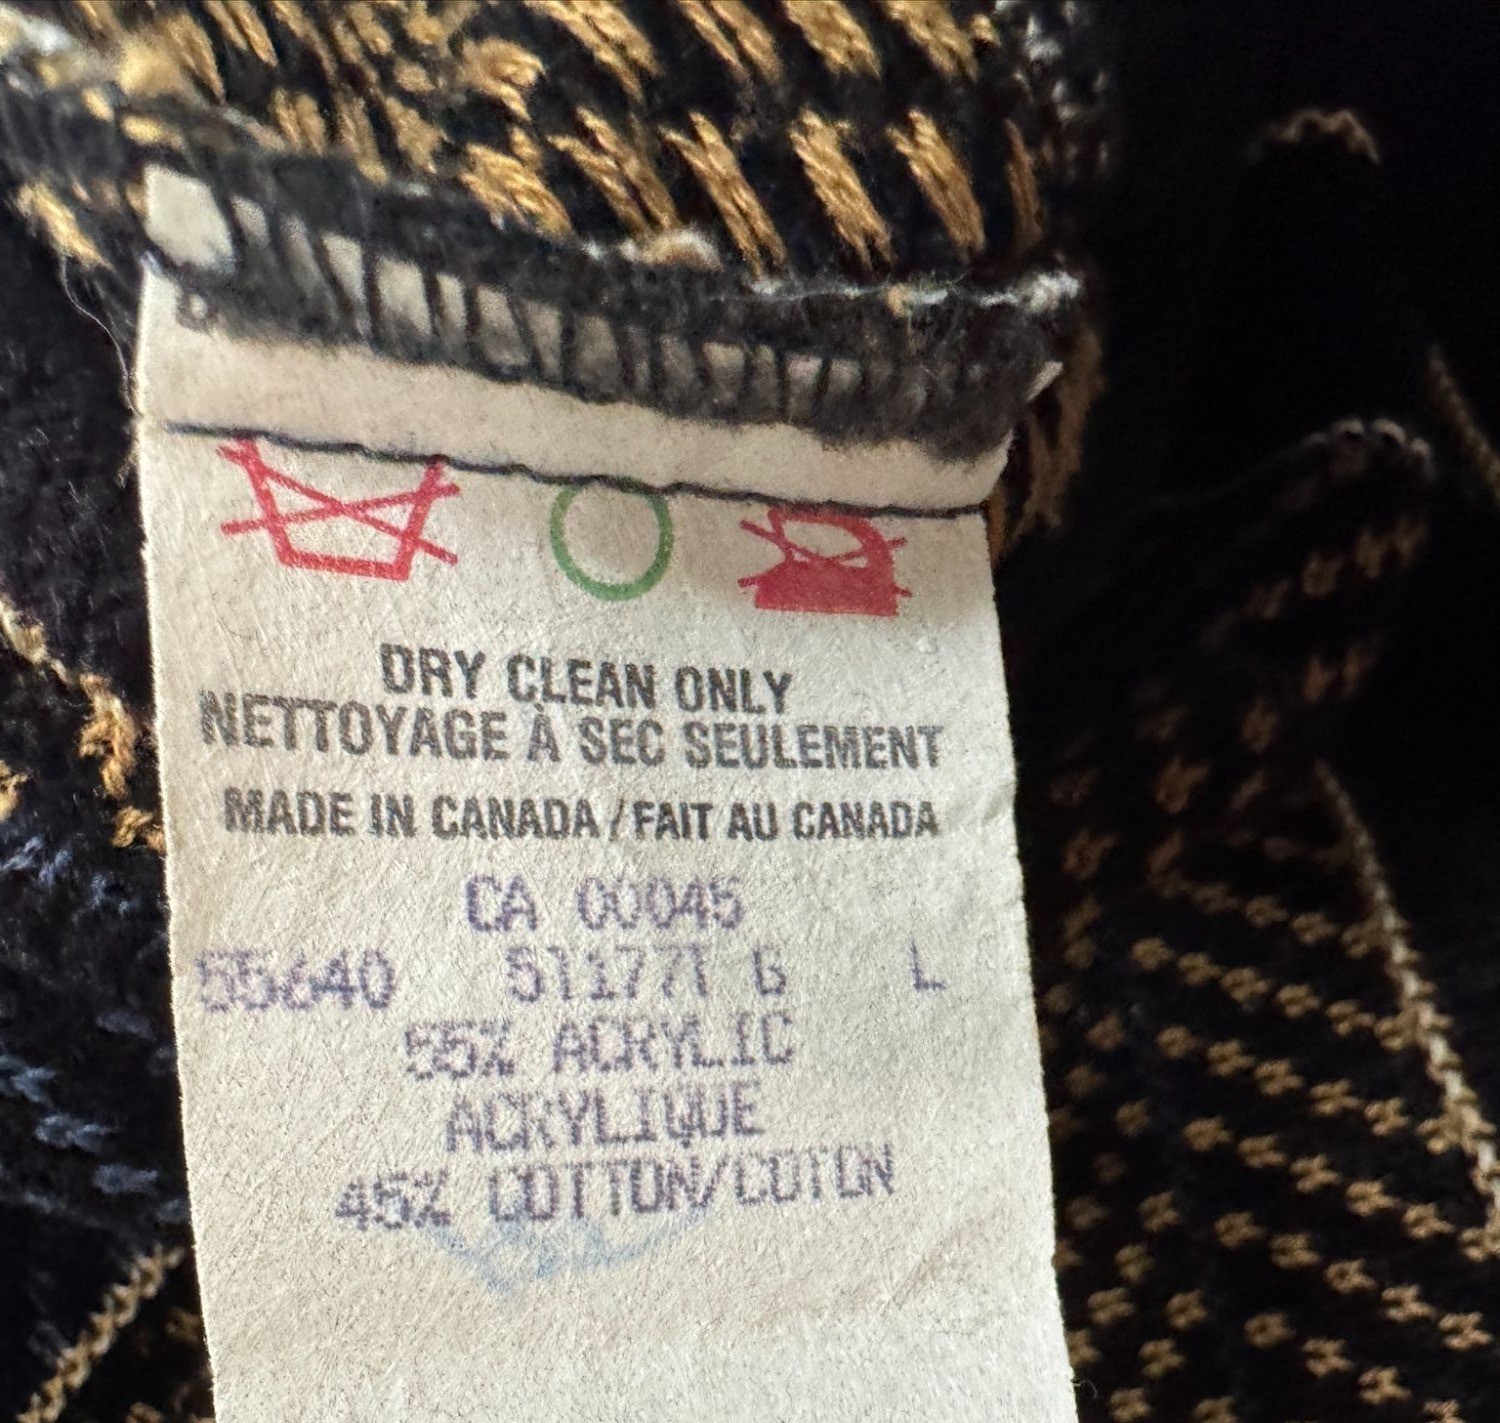 DRY CLEAN ONLY
NETTOYAGE À SEC SEULEMENT
MADE IN CANADA / FAIT AU CANADA
CA 00045
55640 L
55% ACRYLIC
ACRYLIQUE
45% COTTON/COTON